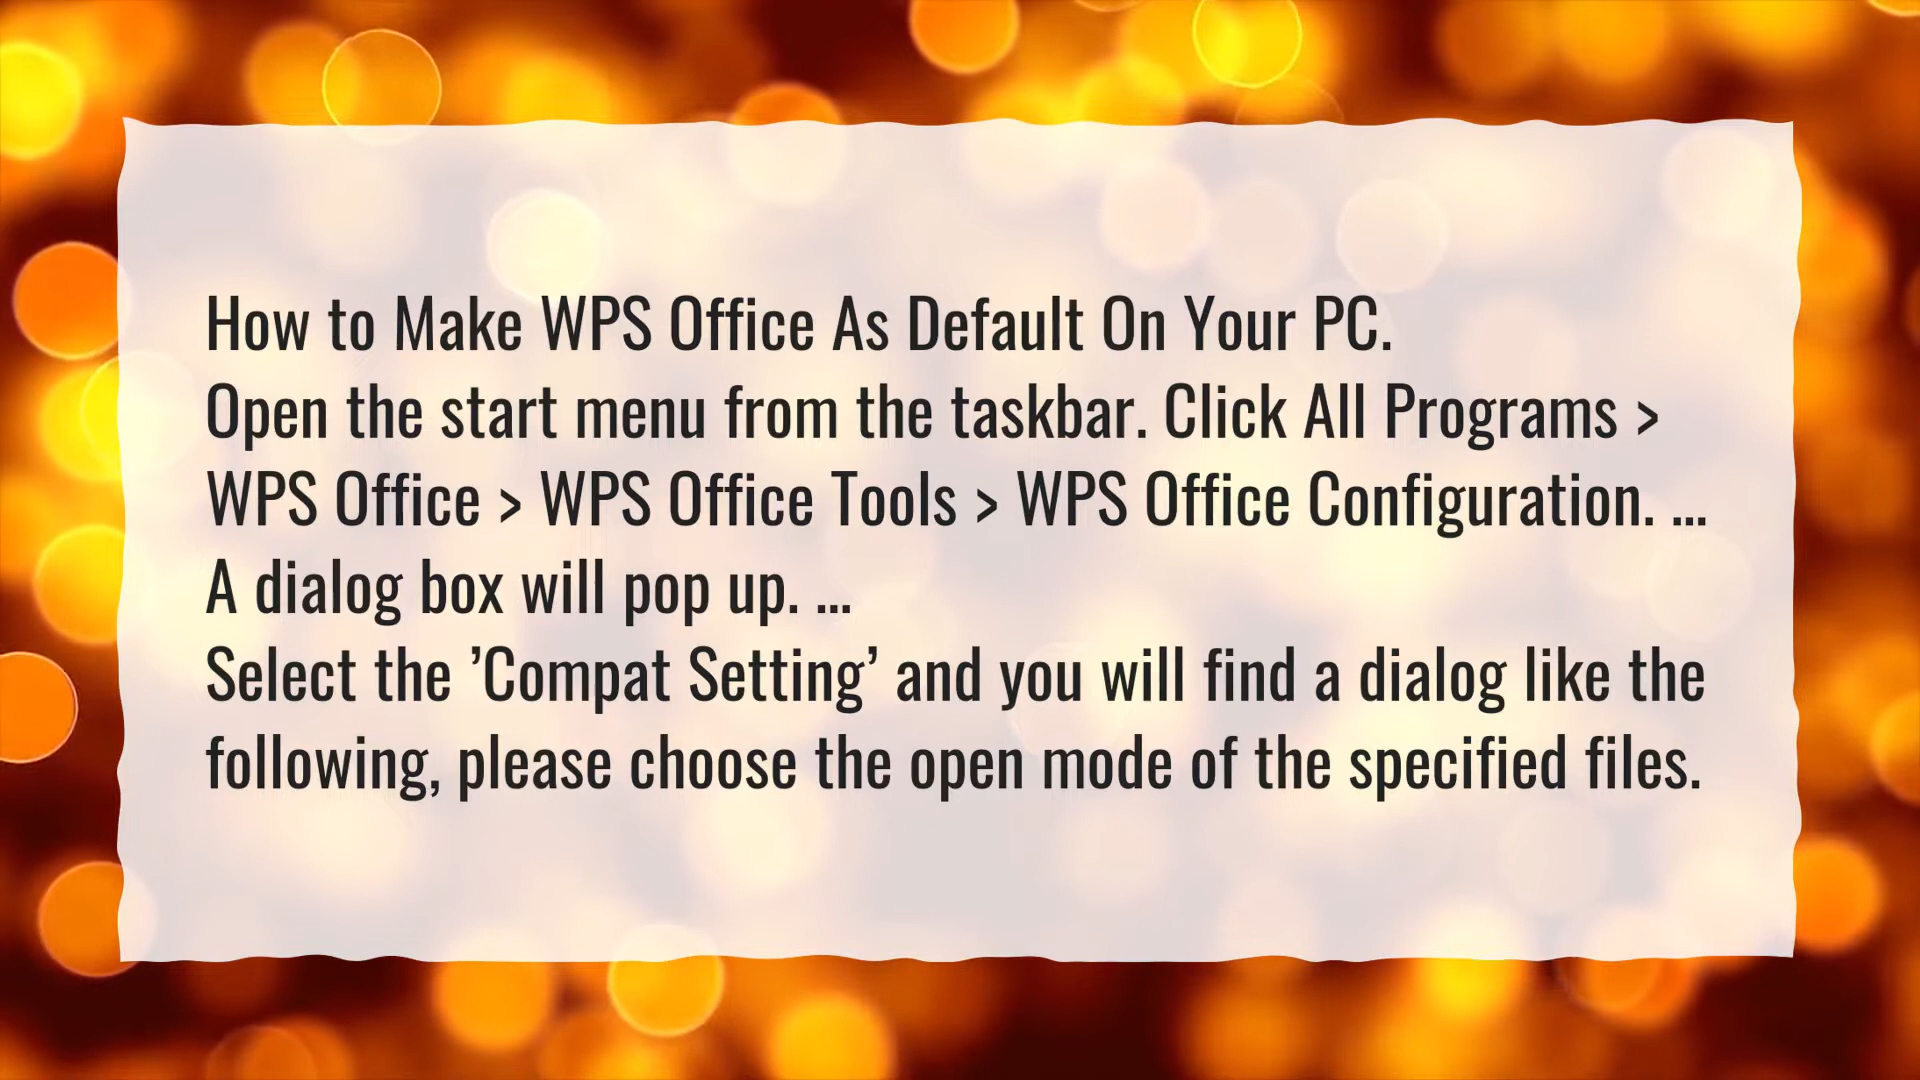 How to Make WPS Office As Default On Your PC.
Open the start menu from the taskbar. Click All Programs >
WPS Office > WPS Office Tools > WPS Office Configuration. ...
A dialog box will pop up. ...
Select the ’Compat Setting’ and you will find a dialog like the
following, please choose the open mode of the specified files.